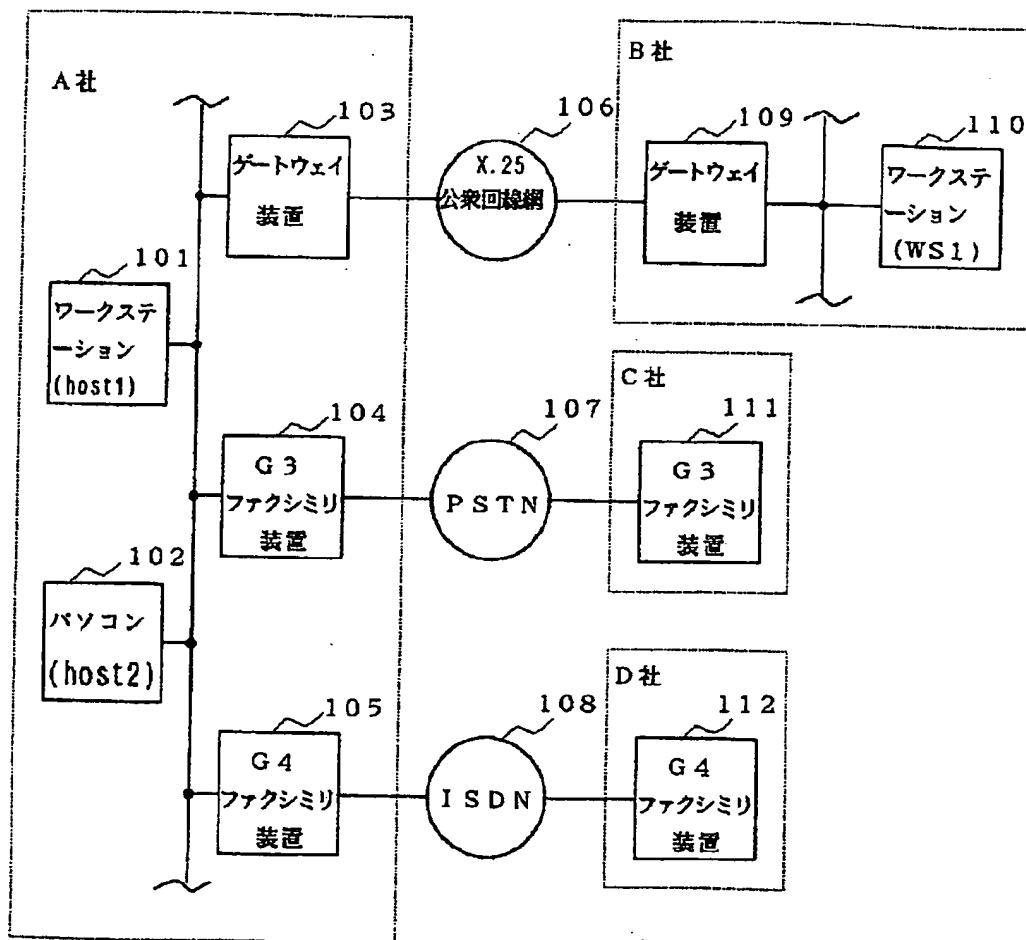 A社
103
ゲートウェイ
装置
101
ワークステ
ーション
(host1)
104
G3
ファクシミリ
装置
102
パソコン
(host2)
105
G4
ファクシミリ
装置
106
X.25
公衆回線網
107
PSTN
108
ISDN
B社
109
ゲートウェイ
装置
110
ワークステ
ーション
(WS1)
C社
111
G3
ファクシミリ
装置
D社
112
G4
ファクシミリ
装置